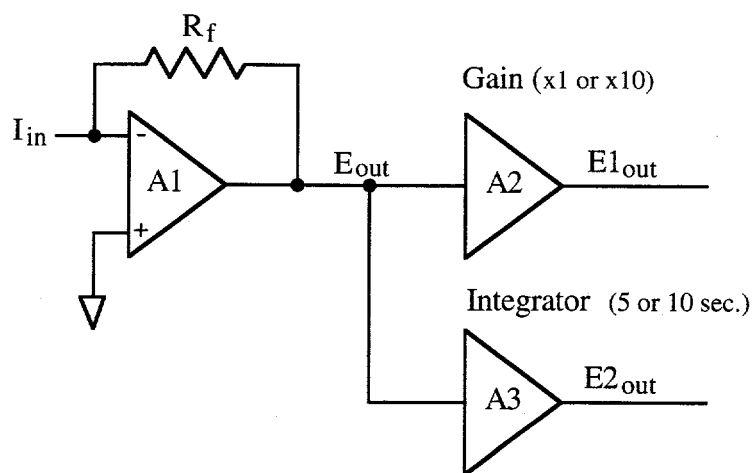 R_f
Gain (x1 or x10)
I_in
-
A1
E_out
A2
E1_out
+
Integrator (5 or 10 sec.)
A3
E2_out